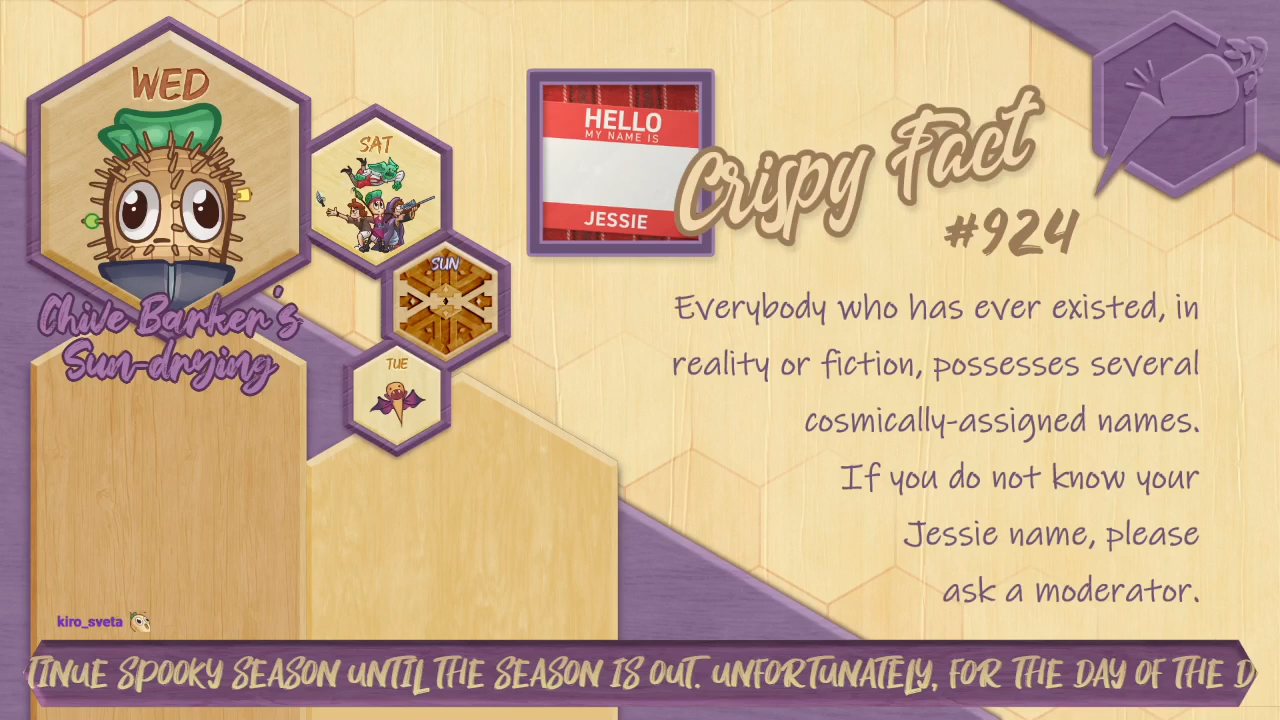 WED
Chive Barker's
Sun-drying
SAT
SUN
TUE
HELLO
MY NAME IS
JESSIE
Crispy Fact
#924
Everybody who has ever existed, in
reality or fiction, possesses several
cosmically-assigned names.
If you do not know your
Jessie name, please
ask a moderator.
kiro_sveta
TINUE SPOOKY SEASON UNTIL THE SEASON IS OUT. UNFORTUNATELY, FOR THE DAY OF THE D